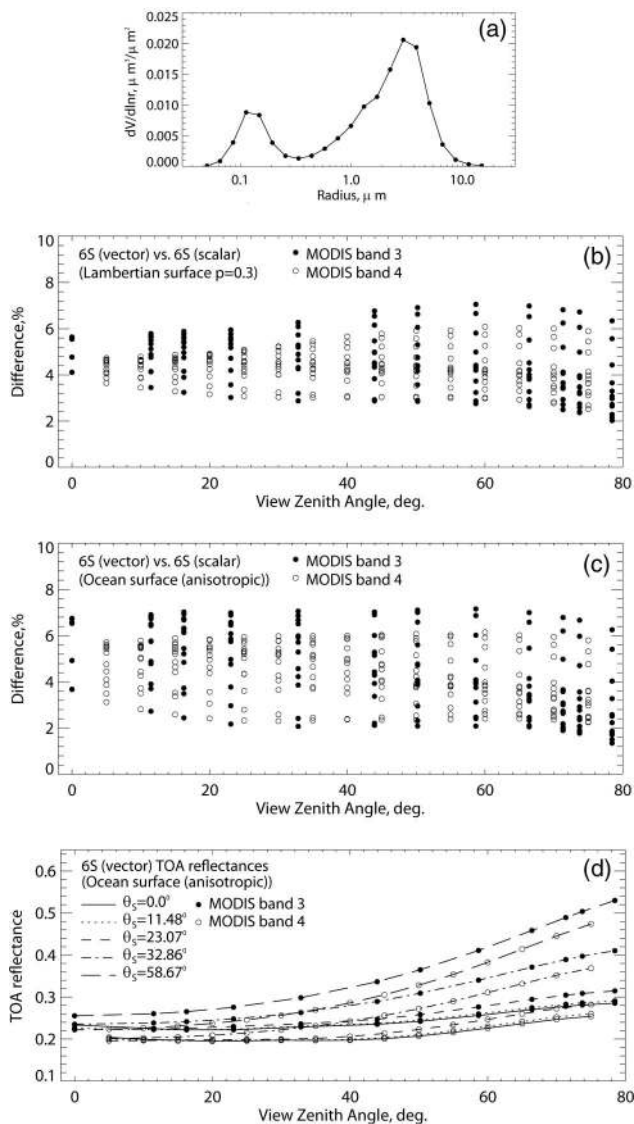 (a)
dV/dlnr, μ m³/μ m²
0.025
0.020
0.015
0.010
0.005
0.000
0.1 1.0 10.0
Radius, μ m
(b)
6S (vector) vs. 6S (scalar)
(Lambertian surface p=0.3)
● MODIS band 3
○ MODIS band 4
Difference,%
10
8
6
4
2
0
0 20 40 60 80
View Zenith Angle, deg.
(c)
6S (vector) vs. 6S (scalar)
(Ocean surface (anisotropic))
● MODIS band 3
○ MODIS band 4
Difference,%
10
8
6
4
2
0
0 20 40 60 80
View Zenith Angle, deg.
(d)
6S (vector) TOA reflectances
(Ocean surface (anisotropic))
θs=0.0°
θs=11.48°
θs=23.07°
θs=32.86°
θs=58.67°
● MODIS band 3
○ MODIS band 4
TOA reflectance
0.6
0.5
0.4
0.3
0.2
0.1
0 20 40 60 80
View Zenith Angle, deg.